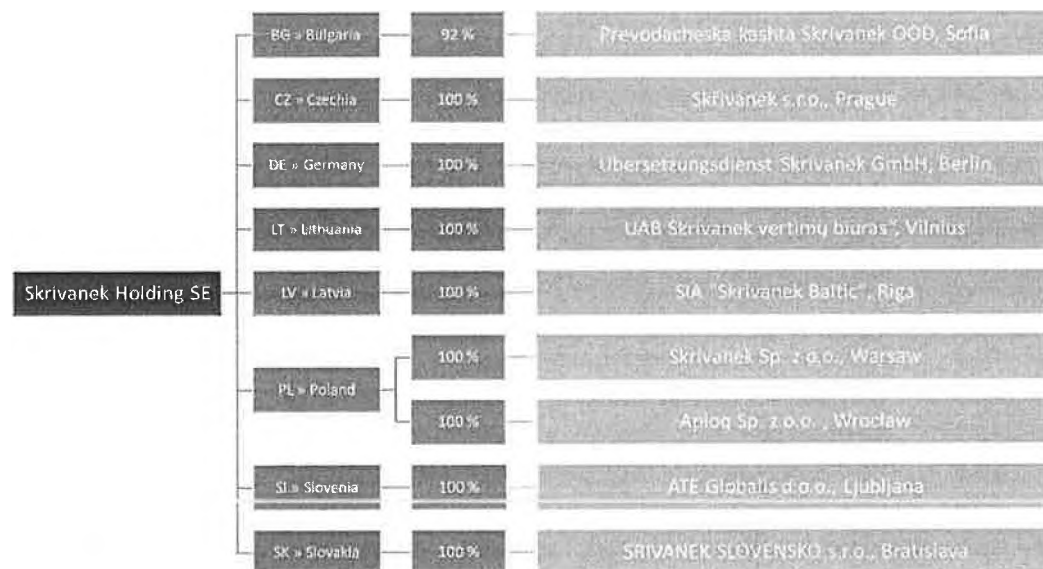 BG » Bulgaria 92 % Prevodacheska kashta Skrivanek OOD, Sofia
CZ » Czechia 100 % Skřivánek s.r.o., Prague
DE » Germany 100 % Übersetzungsdienst Skrivanek GmbH, Berlin
LT » Lithuania 100 % UAB Skrivanek vertimų biuras", Vilnius
Skrivanek Holding SE
LV » Latvia 100 % SIA "Skrivanek Baltic", Riga
PL » Poland
100 % Skrivanek Sp. z o.o., Warsaw
100 % Aploq Sp. z o.o. , Wrocław
SI » Slovenia 100 % ATE Globalis d.o.o., Ljubljana
SK » Slovakia 100 % SRIVANEK SLOVENSKO s.r.o., Bratislava